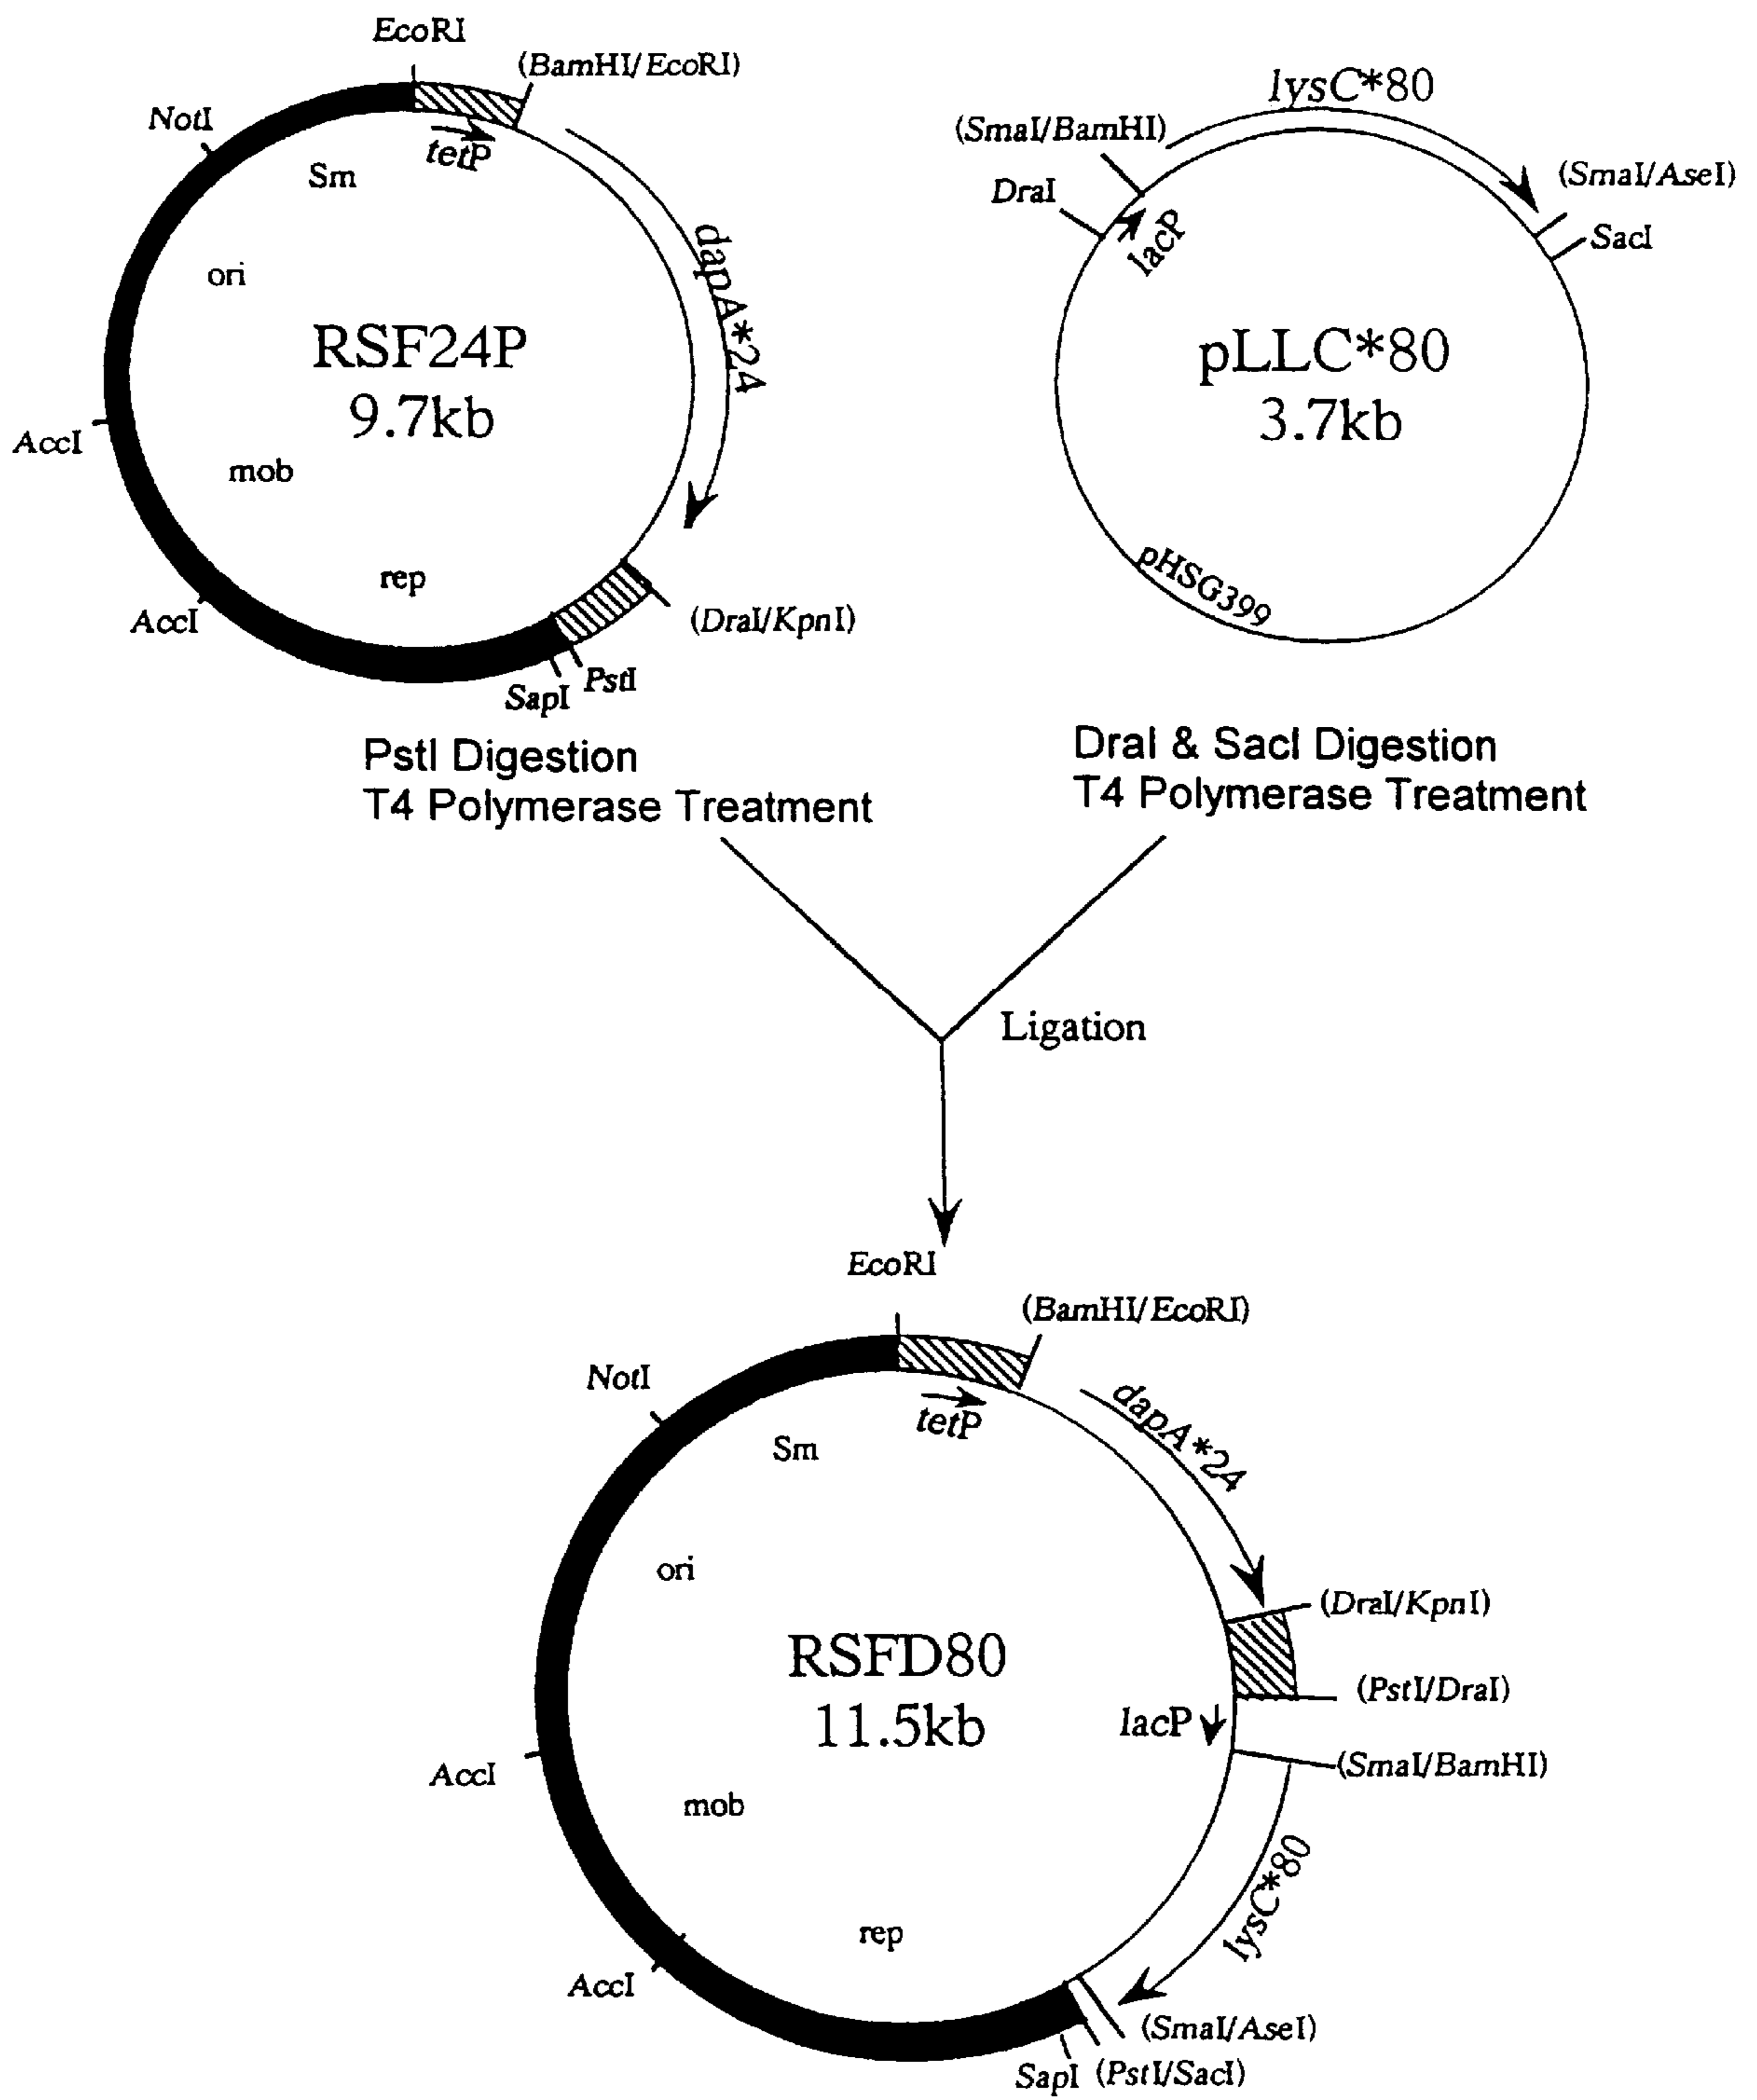 EcoRI
(BamHI/EcoRI)
NotI
tetP
Sm
ori
dapA*24
RSF24P
9.7kb
AccI
mob
rep
AccI
(DraI/KpnI)
PstI
SapI
lysC*80
(SmaI/BamHI)
(SmaI/AseI)
DraI
lacP
SacI
pLLC*80
3.7kb
pHSG399
PstI Digestion
T4 Polymerase Treatment
DraI & SacI Digestion
T4 Polymerase Treatment
Ligation
EcoRI
(BamHI/EcoRI)
NotI
tetP
dapA*24
Sm
ori
(DraI/KpnI)
RSFD80
11.5kb
(PstI/DraI)
lacP
(SmaI/BamHI)
AccI
mob
lysC*80
rep
AccI
(SmaI/AseI)
SapI (PstI/SacI)